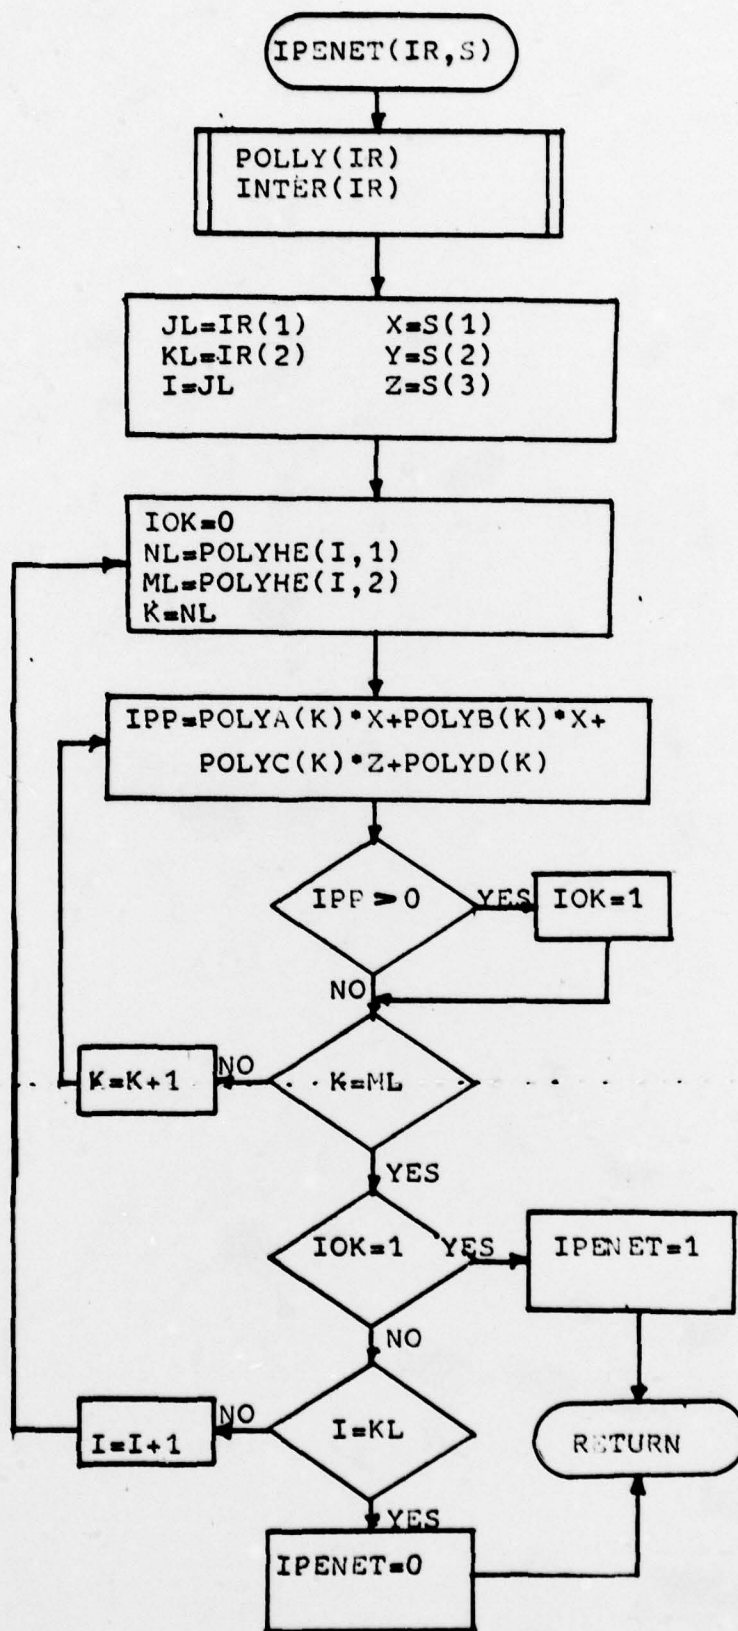 IPENET(IR,S)
POLLY(IR)
INTER(IR)
JL=IR(1) X=S(1)
KL=IR(2) Y=S(2)
I=JL Z=S(3)
IOK=0
NL=POLYHE(I,1)
ML=POLYHE(I,2)
K=NL
IPP=POLYA(K)*X+POLYB(K)*X+
POLYC(K)*Z+POLYD(K)
IPP>0 YES IOK=1
NO
K=K+1 NO K=ML
YES
IOK=1 YES IPENET=1
NO
I=I+1 NO I=KL RETURN
YES
IPENET=0